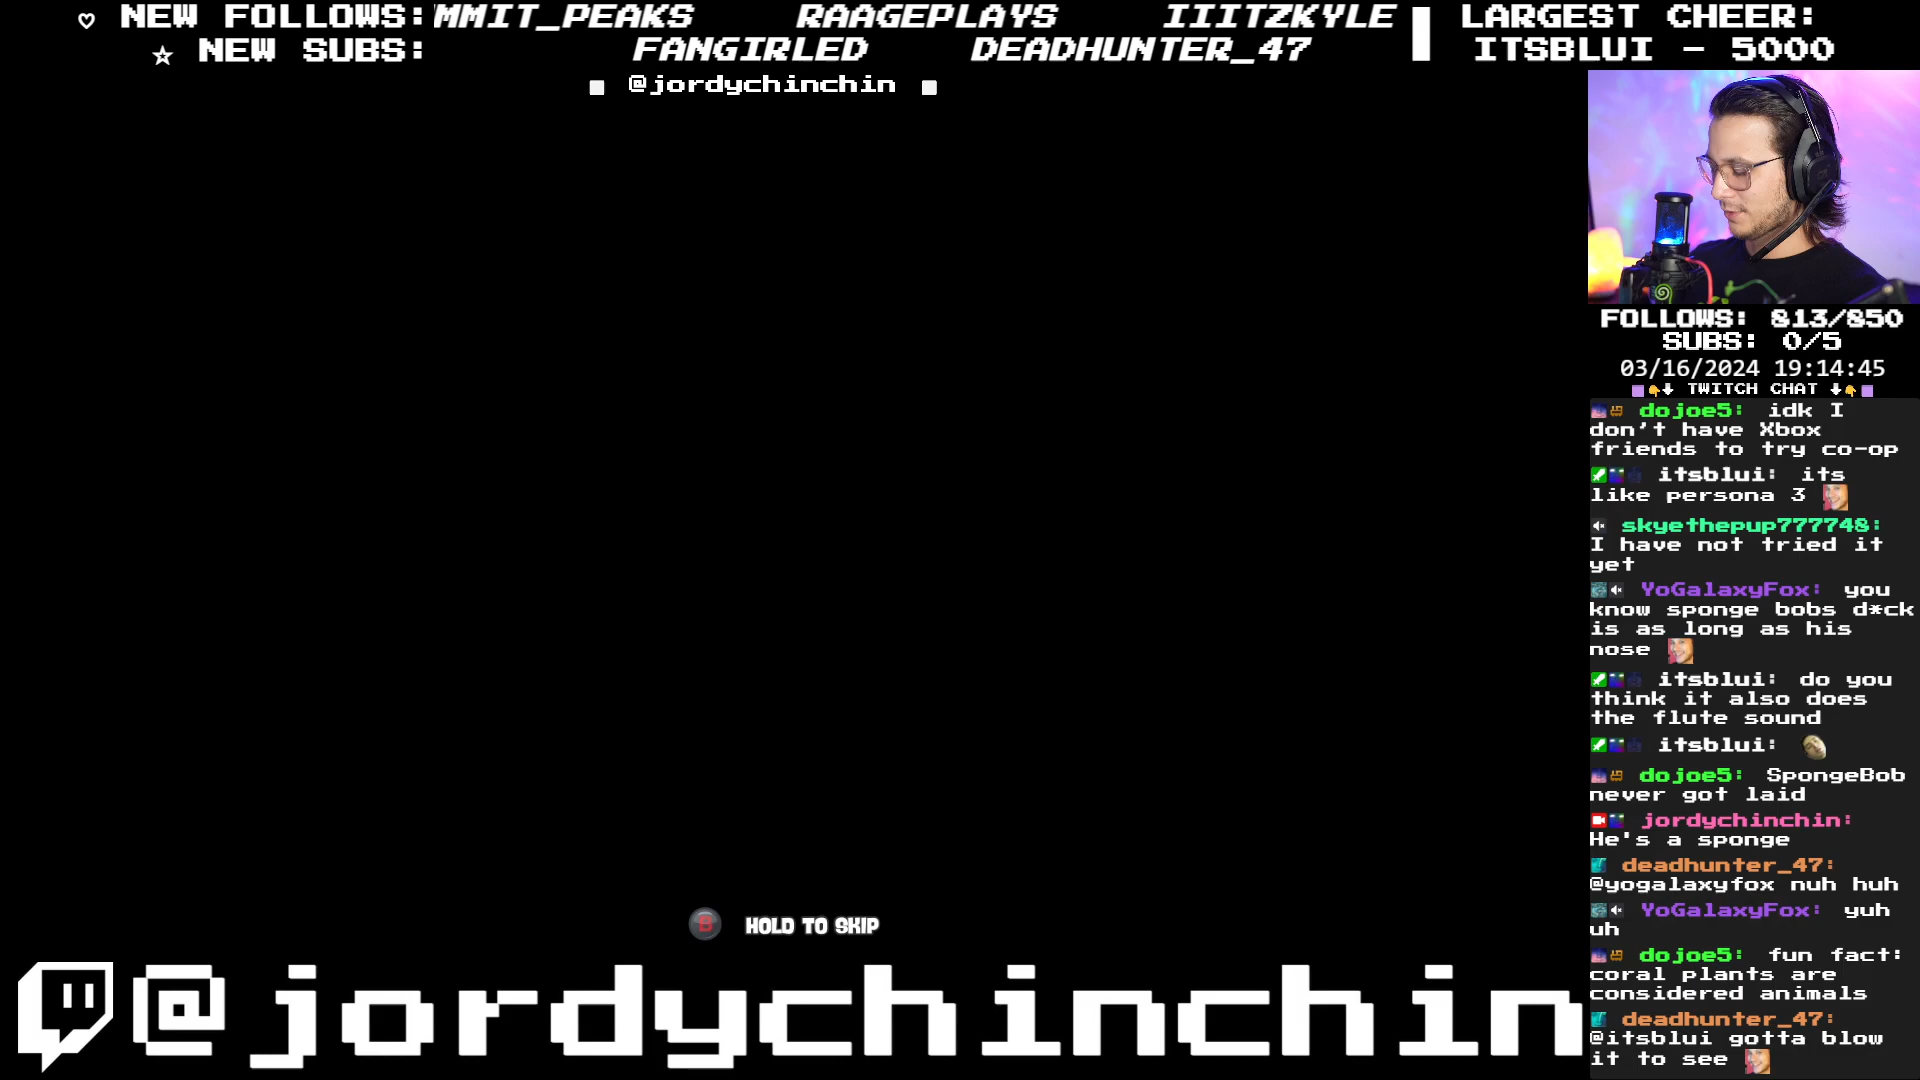 ♡ NEW FOLLOWS: MMIT_PEAKS RAAGEPLAYS IIITZKYLE
☆ NEW SUBS: FANGIRLED DEADHUNTER_47
LARGEST CHEER:
ITSBLUI - 5000
@jordychinchin
FOLLOWS: 813/850
SUBS: 0/5
03/16/2024 19:14:45
TWITCH CHAT
dojoe5: idk I
don't have Xbox
friends to try co-op
itsblui: its
like persona 3
skyethepup777748:
I have not tried it
yet
YoGalaxyFox: you
know sponge bobs d*ck
is as long as his
nose
itsblui: do you
think it also does
the flute sound
itsblui:
dojoe5: SpongeBob
never got laid
jordychinchin:
He's a sponge
deadhunter_47:
@yogalaxyfox nuh huh
YoGalaxyFox: yuh
uh
dojoe5: fun fact:
coral plants are
considered animals
deadhunter_47:
@itsblui gotta blow
it to see
B HOLD TO SKIP
@jordychinchin